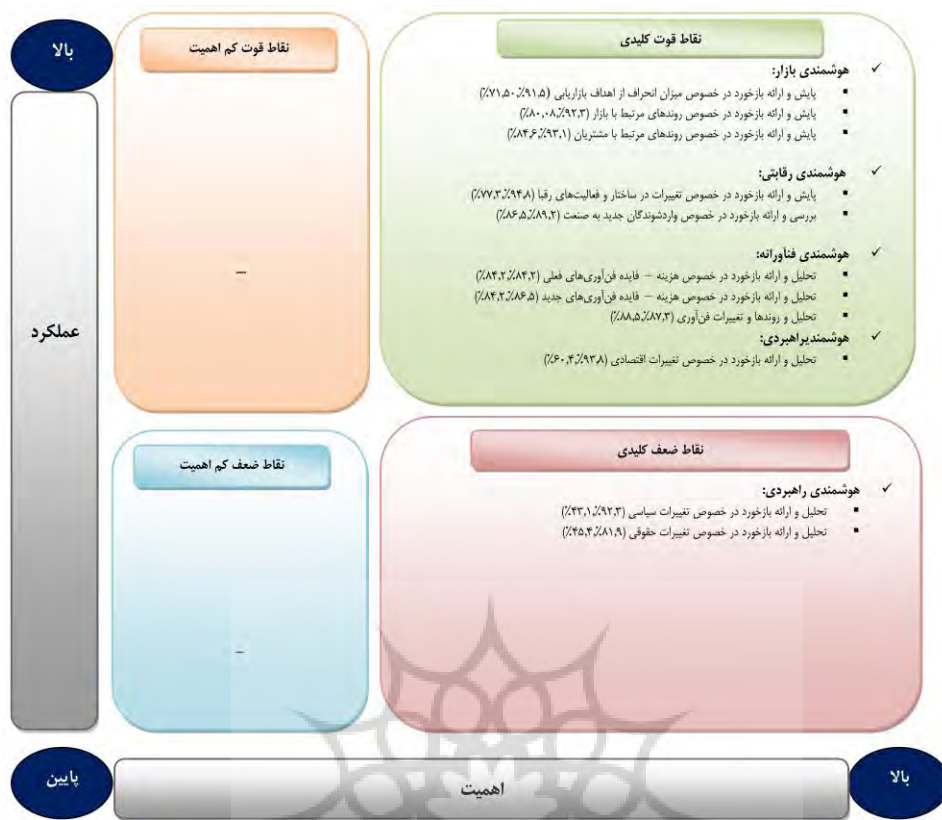 بالا
نقاط قوت کلیدی
✓ هوشمندی بازار:
▪ پایش و ارائه بازخورد در خصوص میزان انحراف از اهداف بازاریابی (۹۱,۵٪,۷۱,۵۰٪)
▪ پایش و ارائه بازخورد در خصوص روندهای مرتبط با بازار (۹۲,۳٪,۸۰,۰۸٪)
▪ پایش و ارائه بازخورد در خصوص روندهای مرتبط با مشتریان (۹۳,۱٪,۸۴,۶٪)
✓ هوشمندی رقابتی:
▪ پایش و ارائه بازخورد در خصوص تغییرات در ساختار و فعالیت‌های رقبا (۹۴,۸٪,۷۷,۳٪)
▪ بررسی و ارائه بازخورد در خصوص واردشوندگان جدید به صنعت (۸۹,۲٪,۸۶,۵٪)
✓ هوشمندی فنآورانه:
▪ تحلیل و ارائه بازخورد در خصوص هزینه – فایده فن‌آوری‌های فعلی (۸۴,۲٪,۸۴,۲٪)
▪ تحلیل و ارائه بازخورد در خصوص هزینه – فایده فن‌آوری‌های جدید (۸۶,۵٪,۸۴,۲٪)
▪ تحلیل و روندها و تغییرات فن‌آوری (۸۷,۳٪,۸۸,۵٪)
✓ هوشمندیراهبردی:
▪ تحلیل و ارائه بازخورد در خصوص تغییرات اقتصادی (۹۳,۸٪,۶۰,۴٪)
نقاط قوت کم اهمیت
–
عملکرد
نقاط ضعف کلیدی
✓ هوشمندی راهبردی:
▪ تحلیل و ارائه بازخورد در خصوص تغییرات سیاسی (۹۲,۳٪,۴۳,۱٪)
▪ تحلیل و ارائه بازخورد در خصوص تغییرات حقوقی (۸۱,۹٪,۴۵,۴٪)
نقاط ضعف کم اهمیت
–
بالا
اهمیت
پایین